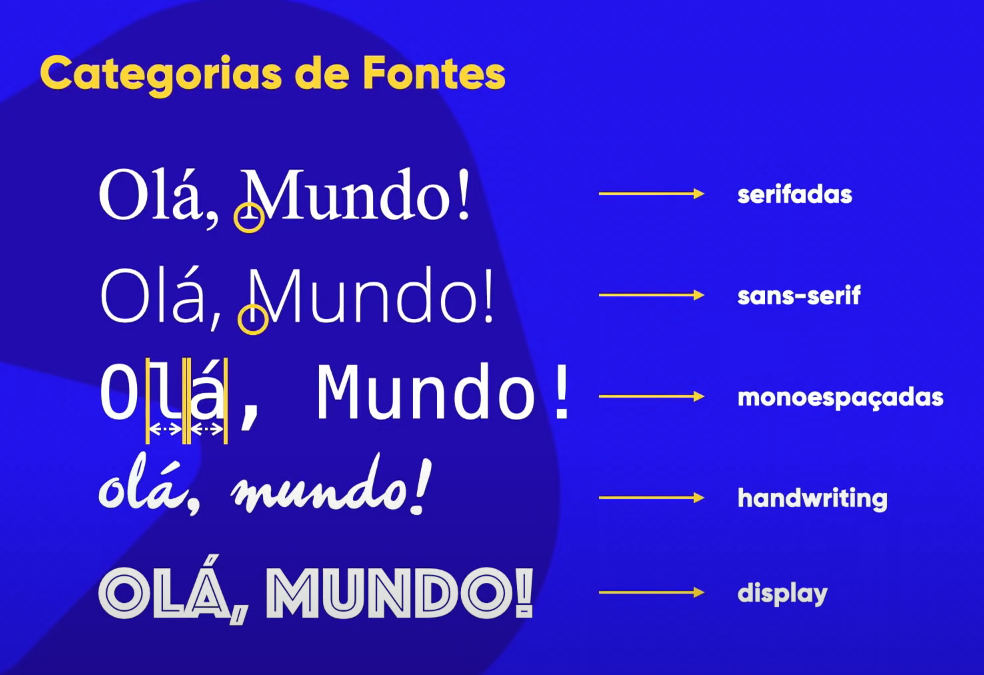 Categorias de Fontes
Olá, Mundo! serifadas
Olá, Mundo! sans-serif
Olá, Mundo! monoespaçadas
olá, mundo! handwriting
OLÁ, MUNDO! display